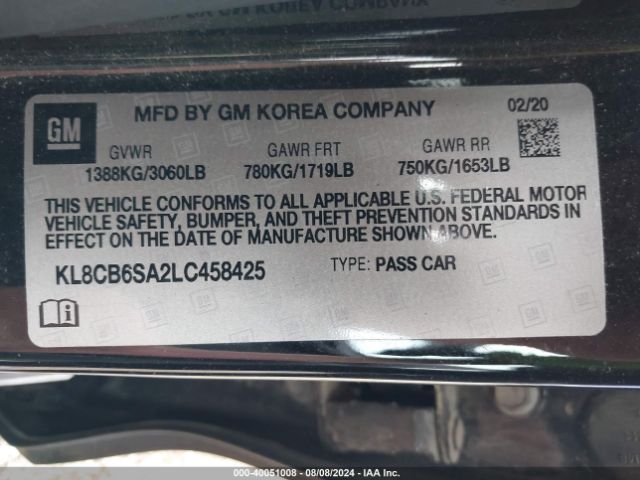 GM
MFD BY GM KOREA COMPANY
02/20
GVWR GAWR FRT GAWR RR
1388KG/3060LB 780KG/1719LB 750KG/1653LB
THIS VEHICLE CONFORMS TO ALL APPLICABLE U.S. FEDERAL MOTOR
VEHICLE SAFETY, BUMPER, AND THEFT PREVENTION STANDARDS IN
EFFECT ON THE DATE OF MANUFACTURE SHOWN ABOVE.
KL8CB6SA2LC458425 TYPE: PASS CAR
000-40051008 - 08/08/2024 - IAA Inc.